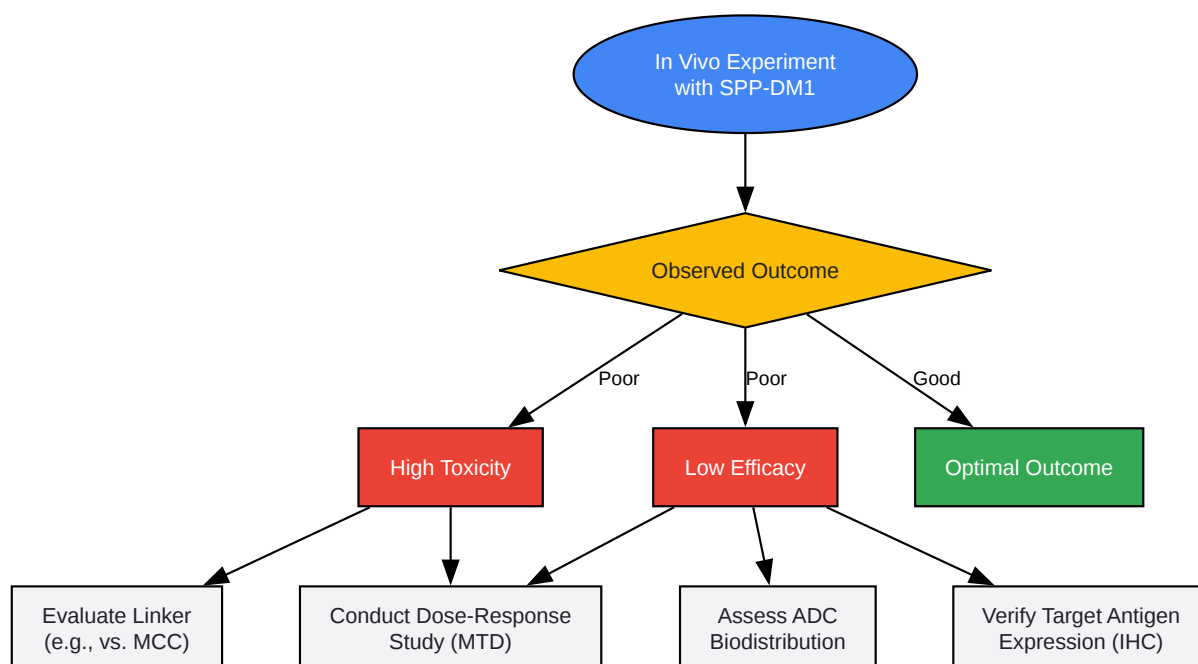 In Vivo Experiment
with SPP-DM1
Observed Outcome
Poor
Poor
Good
High Toxicity
Low Efficacy
Optimal Outcome
Evaluate Linker
(e.g., vs. MCC)
Conduct Dose-Response
Study (MTD)
Assess ADC
Biodistribution
Verify Target Antigen
Expression (IHC)